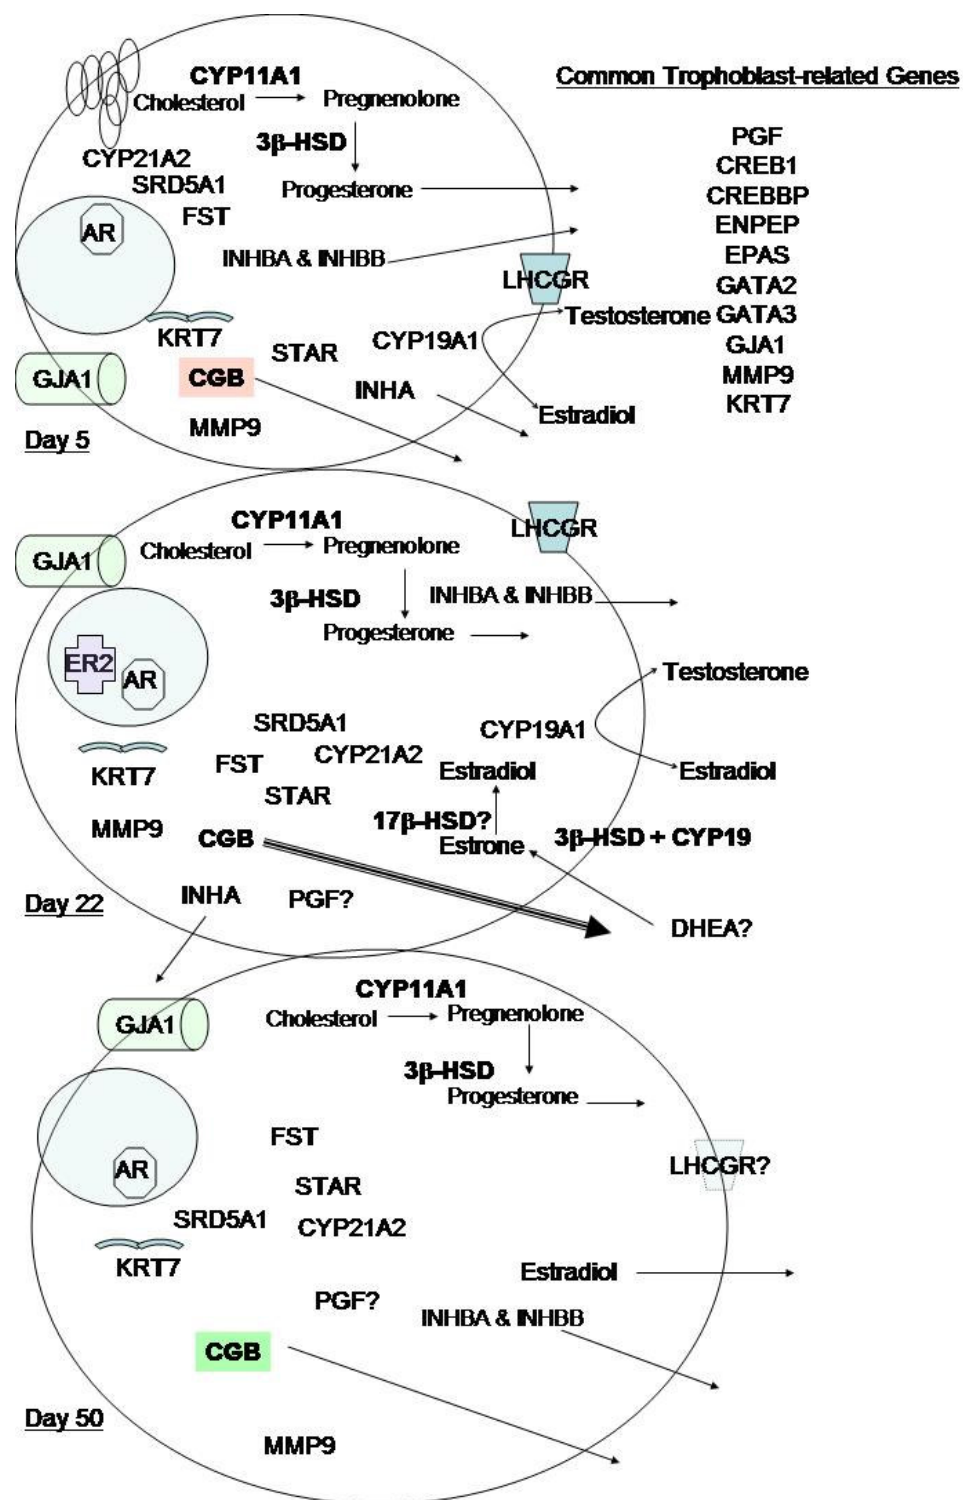 CYP11A1
Cholesterol
Pregnenolone
3β-HSD
Progesterone
CYP21A2
SRD5A1
FST
AR
INHBA & INHBB
LHCGR
KRT7
STAR
CYP19A1
Testosterone
GJA1
CGB
INHA
Estradiol
MMP9
Day 5
Common Trophoblast-related Genes
PGF
CREB1
CREBBP
ENPEP
EPAS
GATA2
GATA3
GJA1
MMP9
KRT7
CYP11A1
LHCGR
GJA1
Cholesterol
Pregnenolone
3β-HSD
INHBA & INHBB
Progesterone
ER2
AR
Testosterone
SRD5A1
CYP21A2
CYP19A1
KRT7
FST
Estradiol
Estradiol
STAR
17β-HSD?
MMP9
CGB
Estrone
3β-HSD + CYP19
INHA
PGF?
Day 22
DHEA?
CYP11A1
GJA1
Cholesterol
Pregnenolone
3β-HSD
Progesterone
FST
AR
LHCGR?
STAR
SRD5A1
CYP21A2
KRT7
Estradiol
PGF?
INHBA & INHBB
CGB
Day 50
MMP9